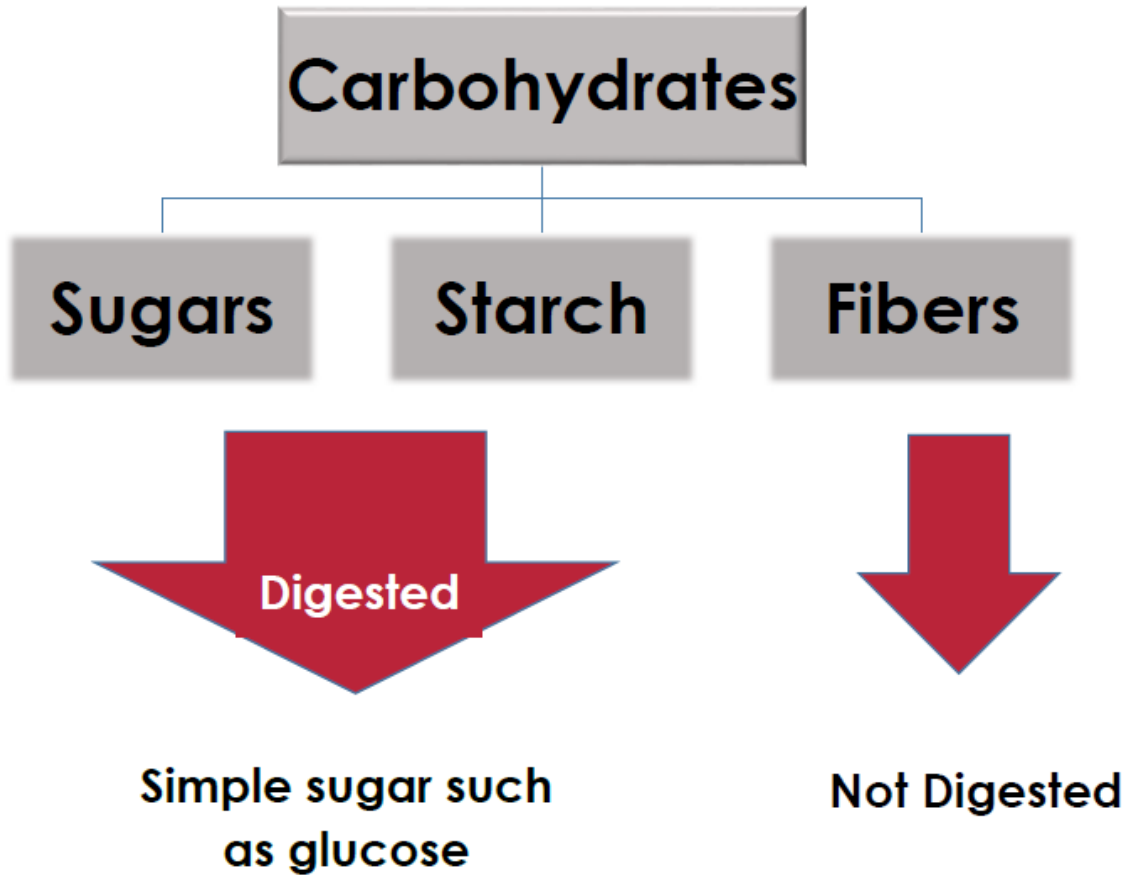 Carbohydrates
Sugars
Starch
Fibers
Digested
Simple sugar such
as glucose
Not Digested